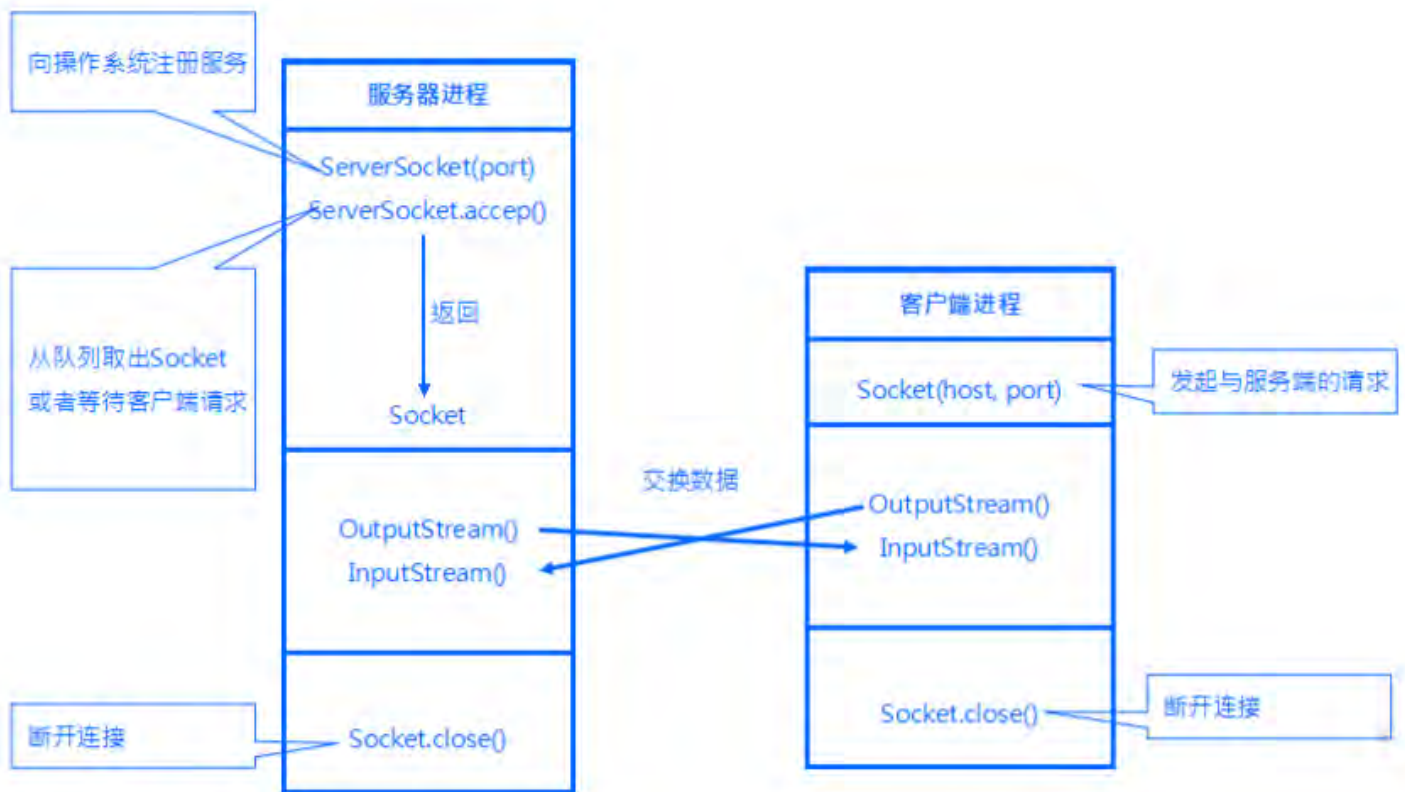 向操作系统注册服务
服务器进程
ServerSocket(port)
ServerSocket.accep()
返回
从队列取出Socket
或者等待客户端请求
Socket
客户端进程
Socket(host, port)
发起与服务端的请求
交换数据
OutputStream()
InputStream()
OutputStream()
InputStream()
断开连接
Socket.close()
Socket.close()
断开连接